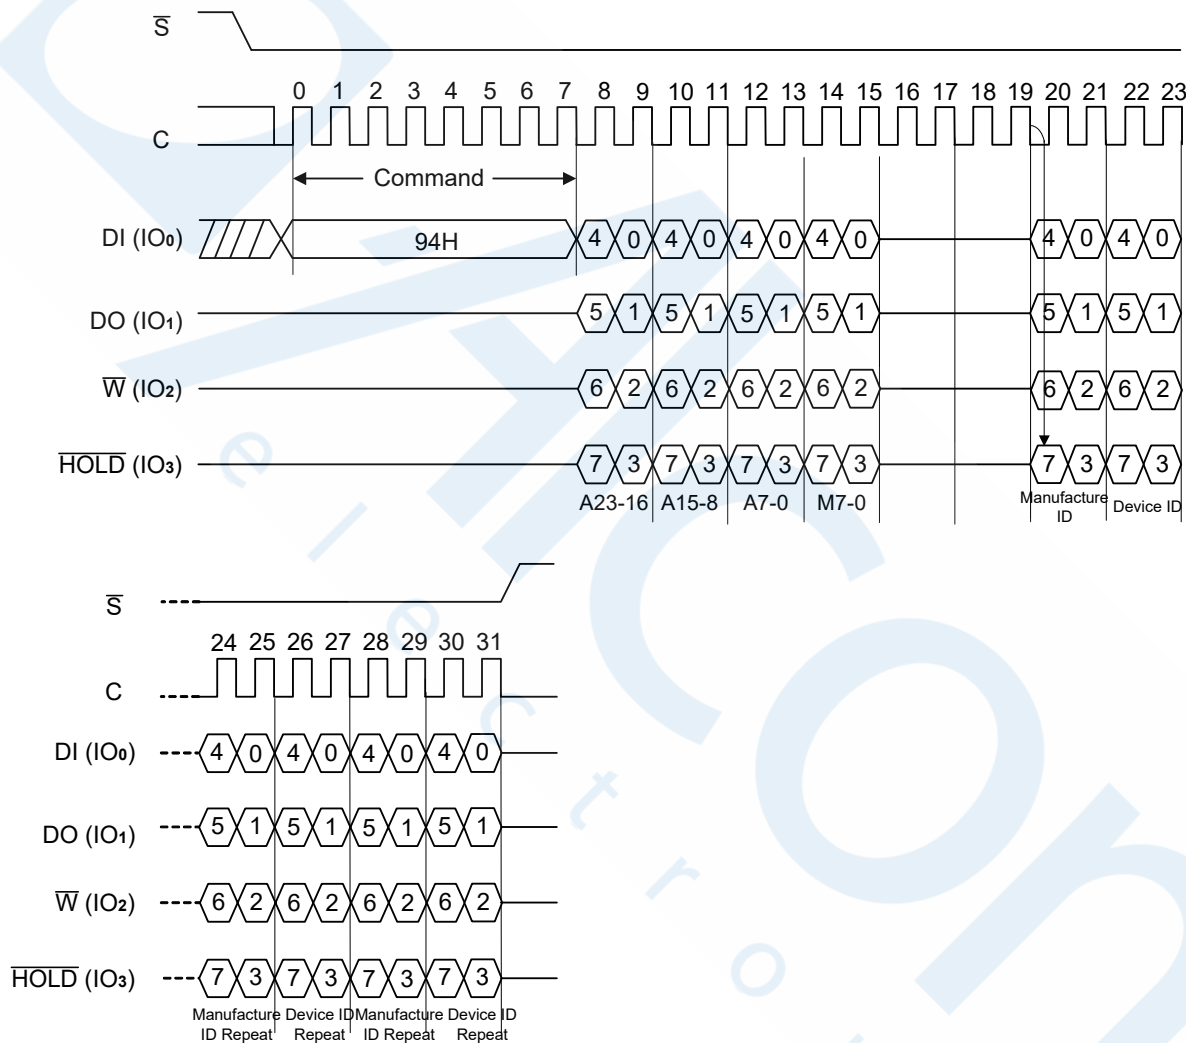 S
0 1 2 3 4 5 6 7 8 9 10 11 12 13 14 15 16 17 18 19 20 21 22 23
C
Command
DI (IO0) 94H 4 0 4 0 4 0 4 0 4 0 4 0
DO (IO1) 5 1 5 1 5 1 5 1 5 1 5 1
W (IO2) 6 2 6 2 6 2 6 2 6 2 6 2
HOLD (IO3) 7 3 7 3 7 3 7 3 7 3 7 3
A23-16 A15-8 A7-0 M7-0 Manufacture ID Device ID
S
24 25 26 27 28 29 30 31
C
DI (IO0) 4 0 4 0 4 0 4 0
DO (IO1) 5 1 5 1 5 1 5 1
W (IO2) 6 2 6 2 6 2 6 2
HOLD (IO3) 7 3 7 3 7 3 7 3
Manufacture Device ID Manufacture Device ID
ID Repeat Repeat ID Repeat Repeat